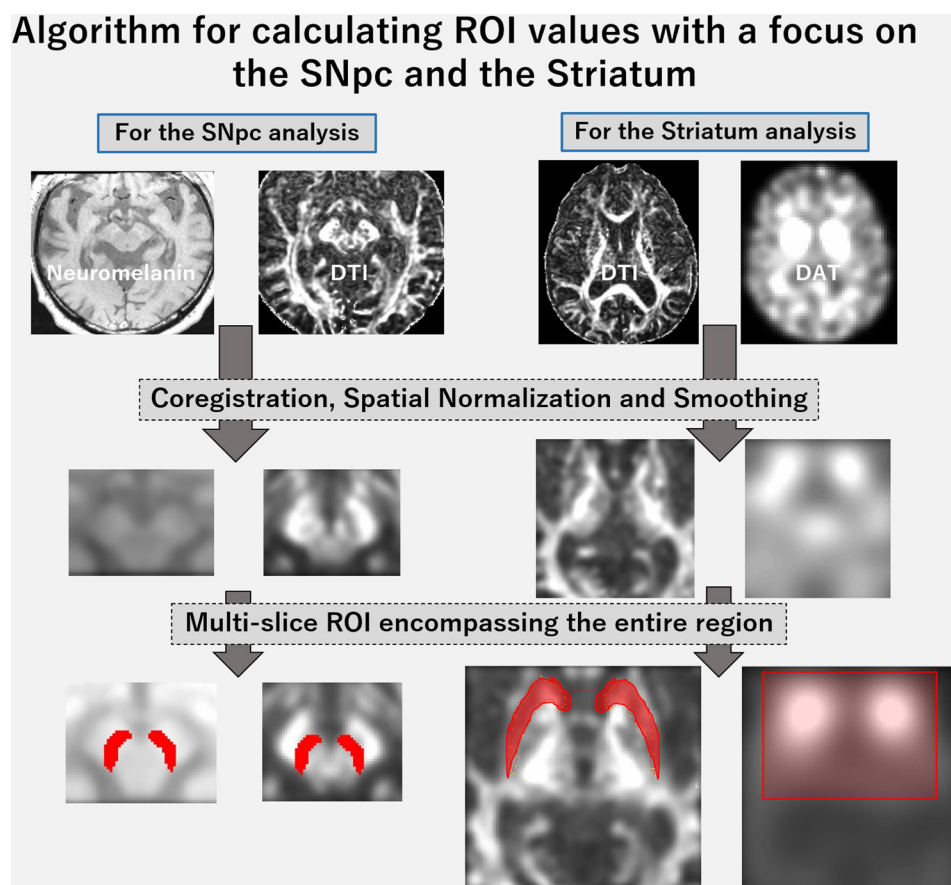 Algorithm for calculating ROI values with a focus on
the SNpc and the Striatum
For the SNpc analysis
For the Striatum analysis
Neuromelanin
DTI
DTI
DAT
Coregistration, Spatial Normalization and Smoothing
Multi-slice ROI encompassing the entire region